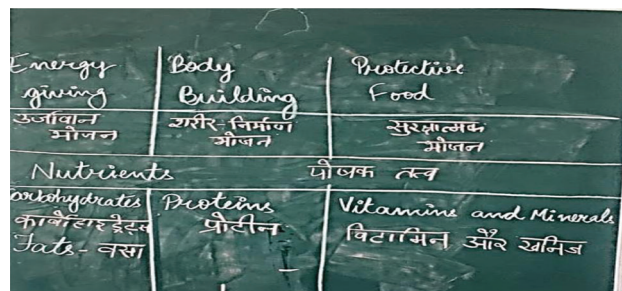 Energy giving
ऊर्जावान भोजन
Body Building
शरीर-निर्माण भोजन
Protective Food
सुरक्षात्मक भोजन
Nutrients पोषक तत्व
Carbohydrates
कार्बोहाइड्रेट्स
Fats - वसा
Proteins
प्रोटीन
Vitamins and Minerals
विटामिन और खनिज